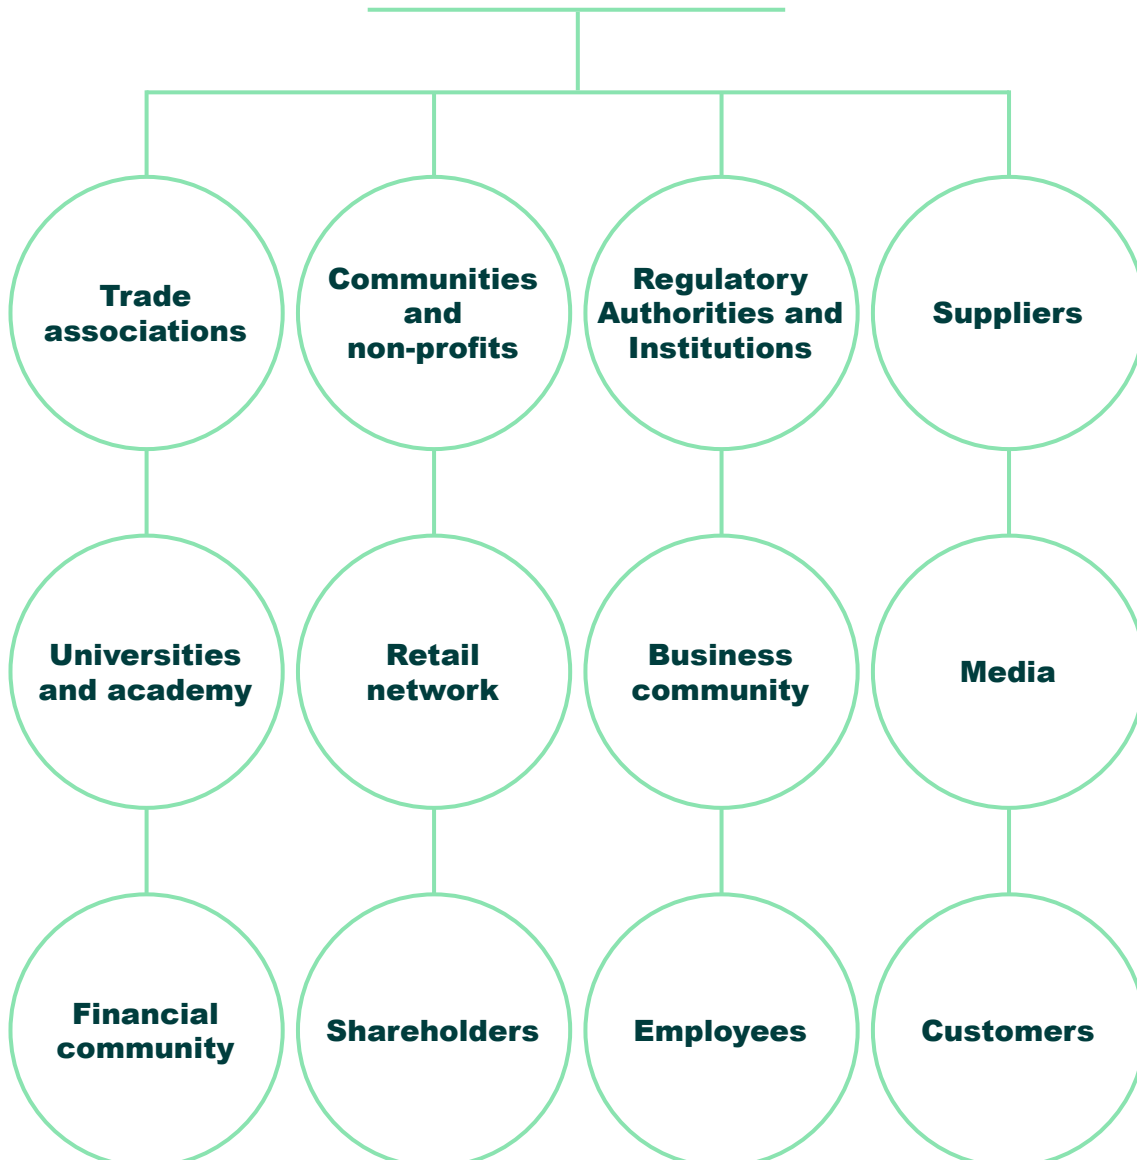 Trade
associations
Communities
and
non-profits
Regulatory
Authorities and
Institutions
Suppliers
Universities
and academy
Retail
network
Business
community
Media
Financial
community
Shareholders
Employees
Customers